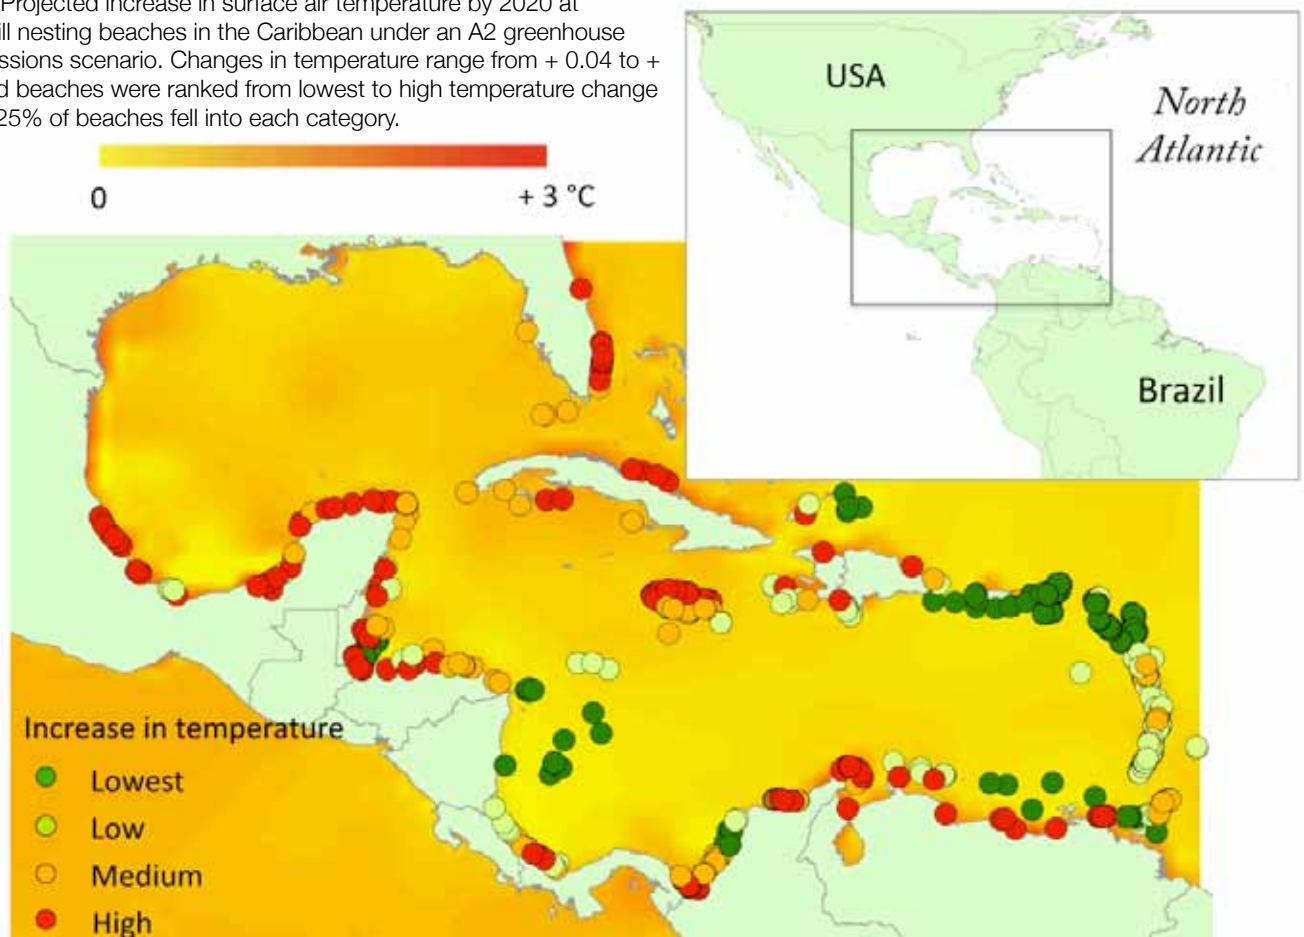 Projected increase in surface air temperature by 2020 at
ill nesting beaches in the Caribbean under an A2 greenhouse
ssions scenario. Changes in temperature range from + 0.04 to +
d beaches were ranked from lowest to high temperature change
25% of beaches fell into each category.
0
+ 3 °C
USA
North
Atlantic
Brazil
Increase in temperature
Lowest
Low
Medium
High